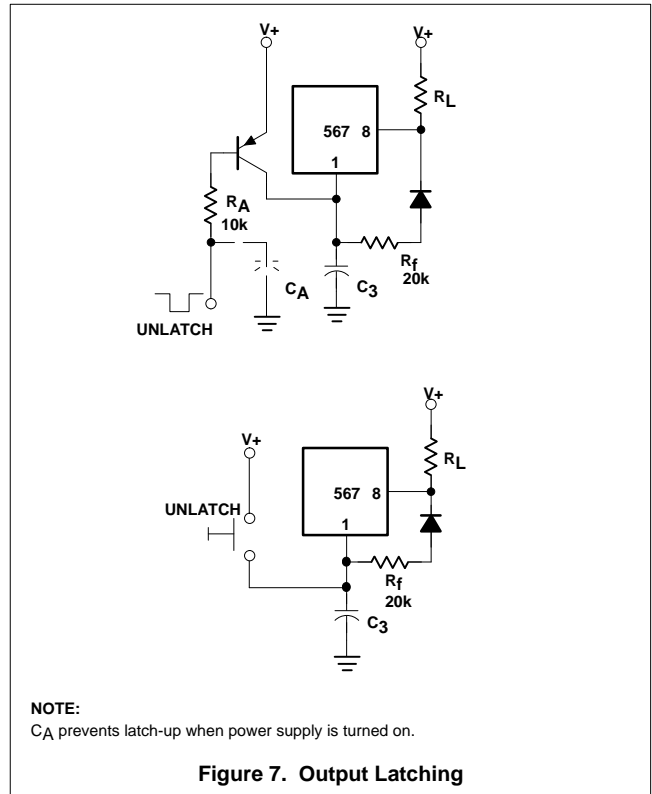 V+
V+
RL
567 8
1
RA
10k
Rf
20k
CA
C3
UNLATCH
V+
V+
RL
567 8
UNLATCH
1
Rf
20k
C3
NOTE:
CA prevents latch-up when power supply is turned on.
Figure 7. Output Latching